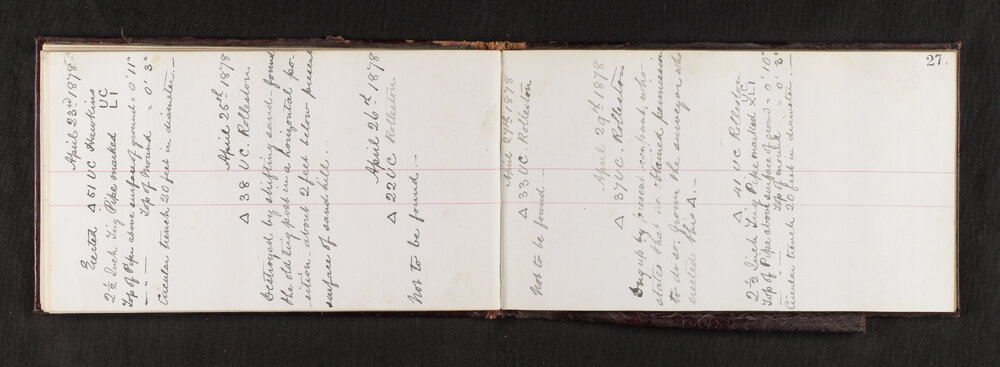 April 23rd 1878
Erected △ 51 UC Hawkins
2½ Inch Zinc Pipe marked UC
LI
Top of Pipe above surface of ground = 0' 11"
" — " — Top of Mound = 0' 3"
Circular trench 20 feet in diameter. —
April 25th 1878
△ 38 U.C. Rolleston
Destroyed by shifting sand - found
the old Trig post in a horizontal po-
sition - about 2 feet below present
surface of sand hill.
April 26th 1878
△ 22 UC Rolleston
Not to be found —
27.
April 27th 1878
△ 33 UC Rolleston
Not to be found —
April 29th 1878
△ 37 UC Rolleston
Dug up by present occupant, who
states that he obtained permission
to do so, from the surveyor who
erected this △. —
△ 41 UC Rolleston
2½ Inch Zinc Pipe marked UC
XLI
Top of Pipe above surface of ground = 0' 10"
" — " — Top of mound = 0' 3"
Circular trench 20 feet in diameter. —